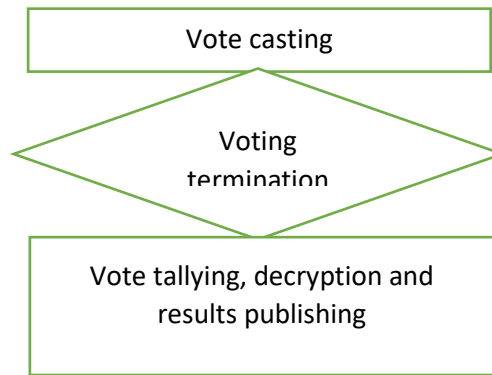 Vote casting
Voting
termination
Vote tallying, decryption and
results publishing